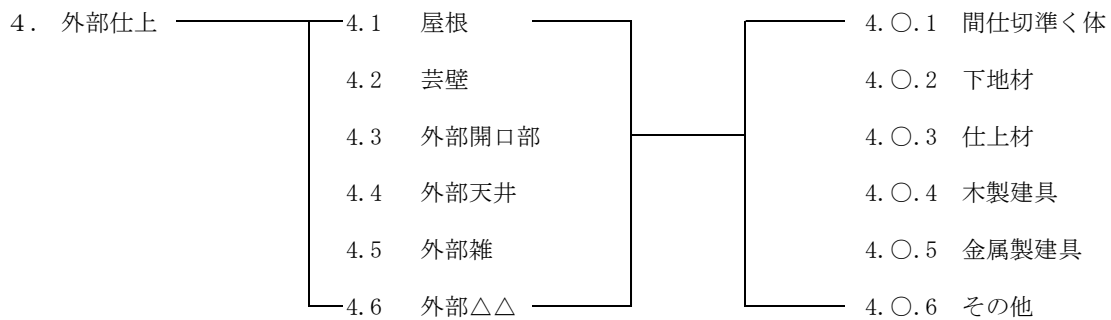 4. 外部仕上
4.1 屋根
4.2 芸壁
4.3 外部開口部
4.4 外部天井
4.5 外部雑
4.6 外部△△
4.○.1 間仕切準く体
4.○.2 下地材
4.○.3 仕上材
4.○.4 木製建具
4.○.5 金属製建具
4.○.6 その他